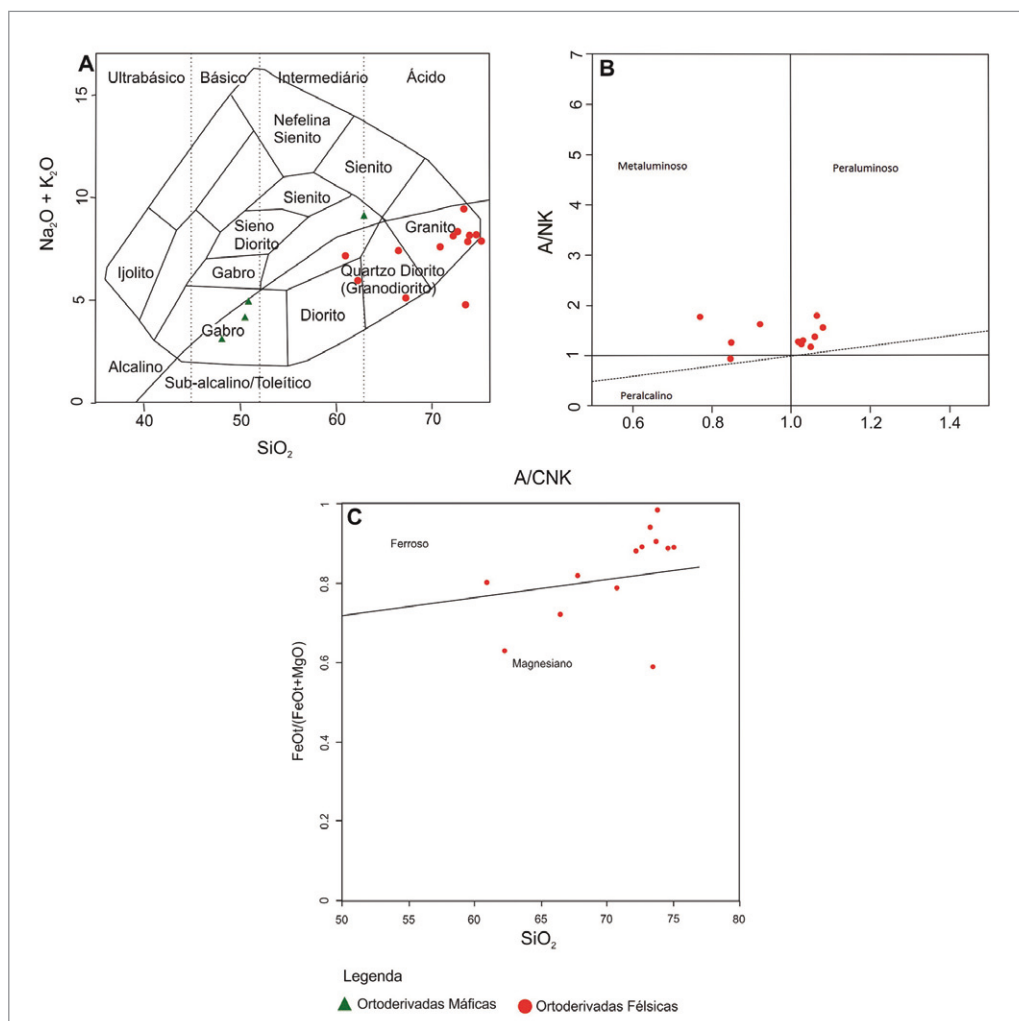 A
Ultrabásico Básico Intermediário Ácido
15
10
5
0
Na₂O + K₂O
Nefelina
Sienito
Sienito
Sienito
Sieno
Diorito
Granito
Ijolito
Gabro
Quartzo Diorito
(Granodiorito)
Gabro
Diorito
Alcalino
Sub-alcalino/Toleítico
40 50 60 70
SiO₂
B
7
6
5
4
3
2
1
0
A/NK
Metaluminoso
Peraluminoso
Peralcalino
0.6 0.8 1.0 1.2 1.4
A/CNK
C
1
0.8
0.6
0.4
0.2
0
FeOt/(FeOt+MgO)
Ferroso
Magnesiano
50 55 60 65 70 75 80
SiO₂
Legenda
Ortoderivadas Máficas Ortoderivadas Félsicas